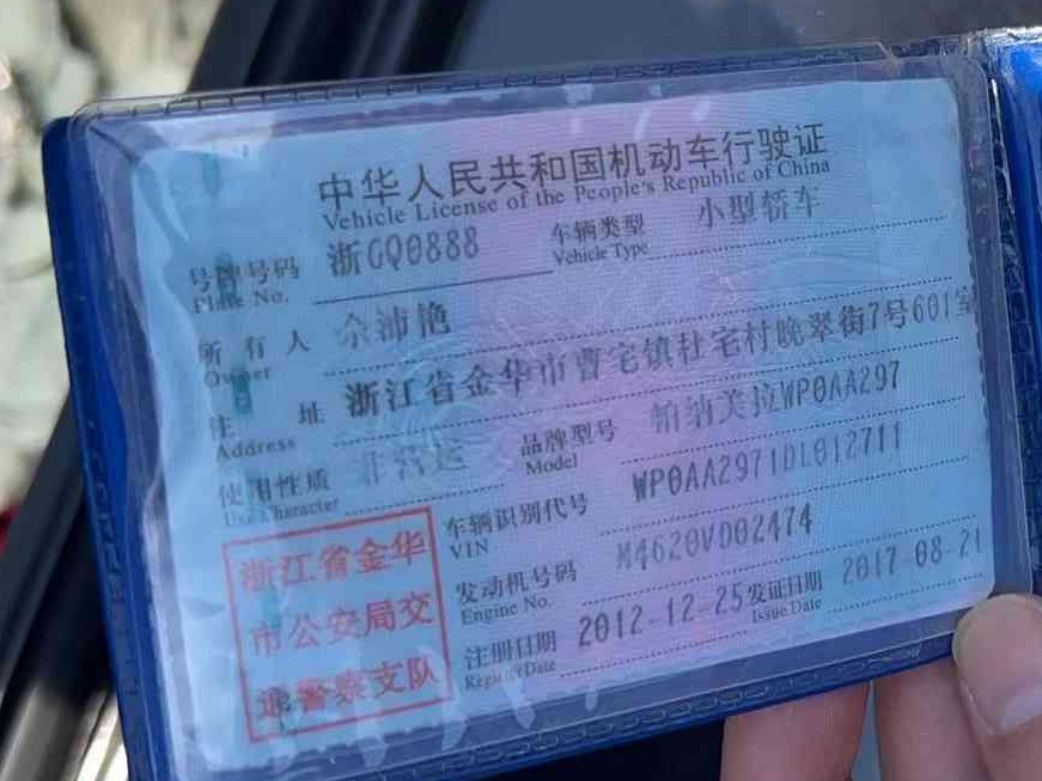 中华人民共和国机动车行驶证
Vehicle License of the People's Republic of China
号牌号码 浙GQ0888 车辆类型 小型轿车
Plate No. Vehicle Type
所有人 余沛艳
Owner
住址 浙江省金华市曹宅镇杜宅村晚翠街7号601室
Address
使用性质 非营运 品牌型号 帕纳美拉WP0AA297
Use Character Model
车辆识别代号 WP0AA2971DL012711
VIN
发动机号码 M4620VD02474
Engine No.
注册日期 2012-12-25 发证日期 2017-08-21
Register Date Issue Date
浙江省金华
市公安局交
通警察支队